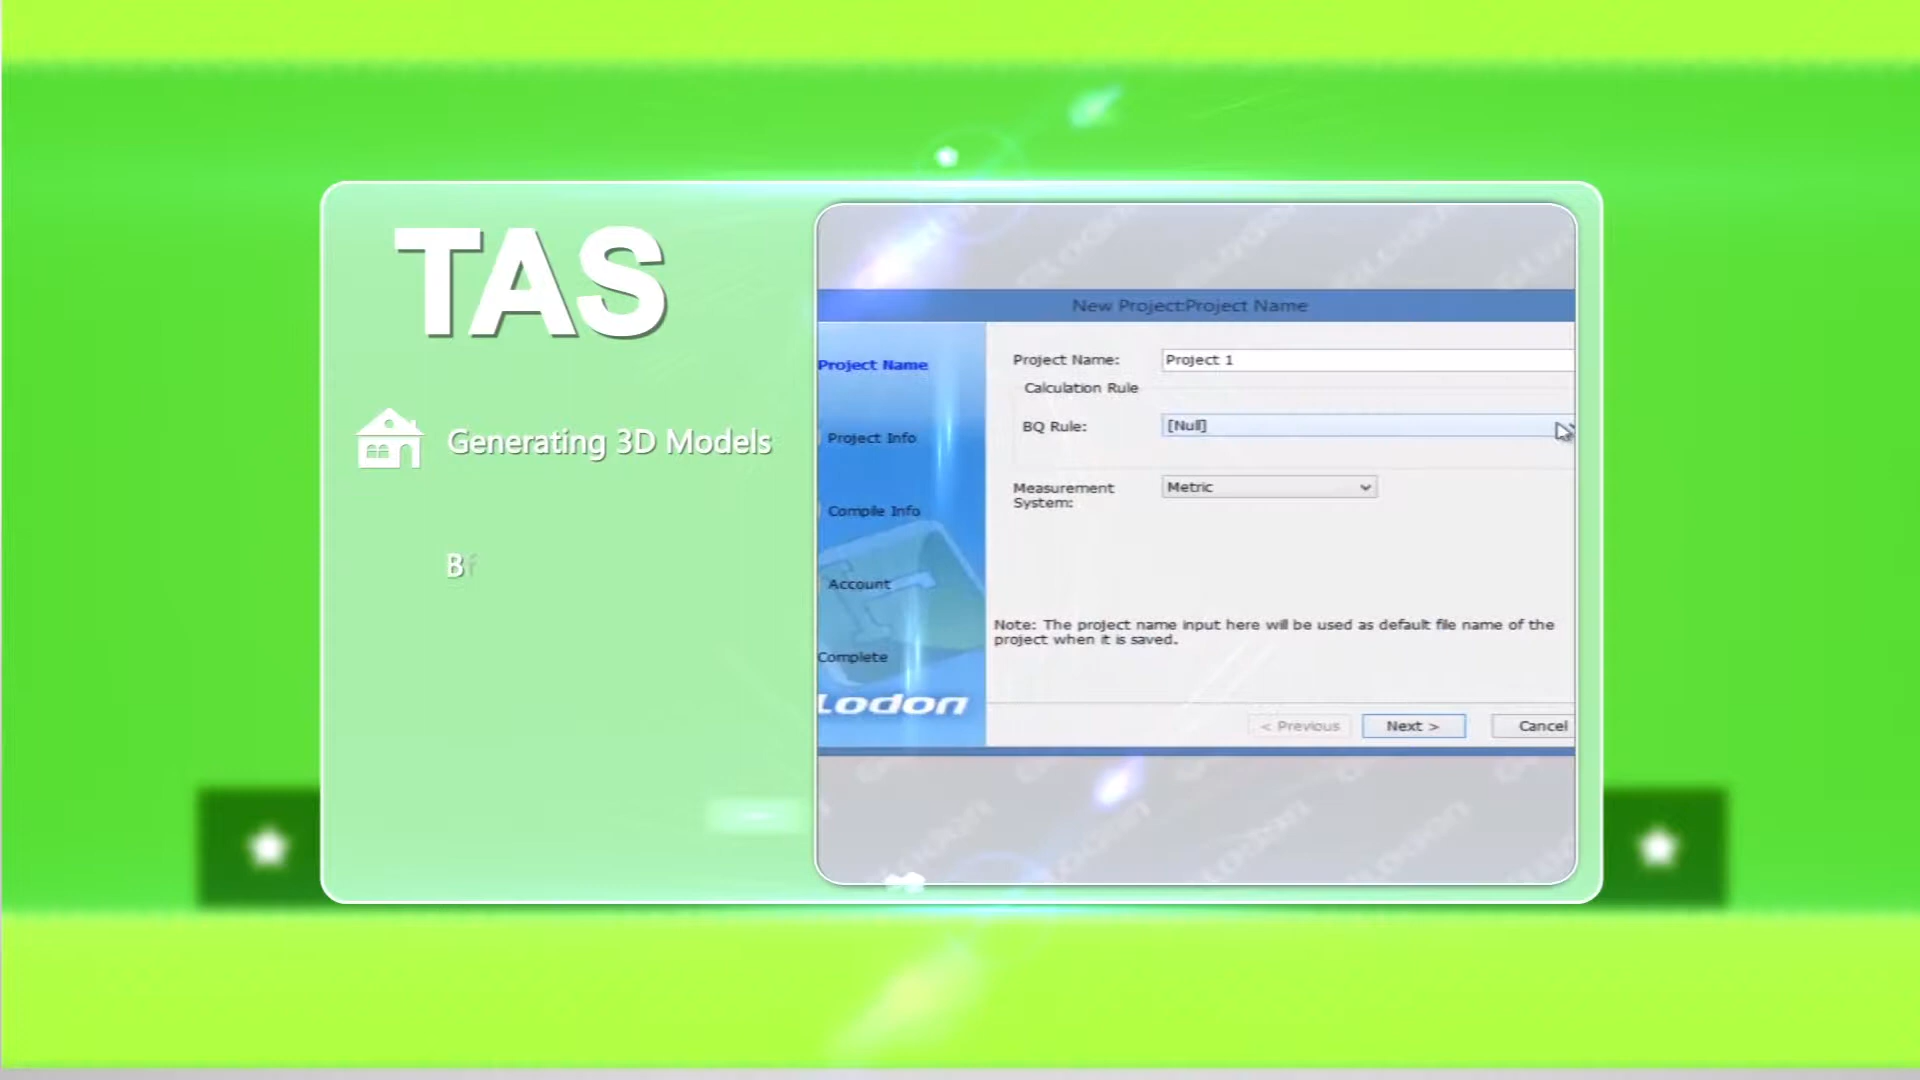 TAS
Generating 3D Models
B
New Project:Project Name
Project Name
Project Info
Compile Info
Account
Complete
Lodon
Project Name:
Project 1
Calculation Rule
BQ Rule:
[Null]
Measurement
System:
Metric
Note: The project name input here will be used as default file name of the
project when it is saved.
< Previous
Next >
Cancel